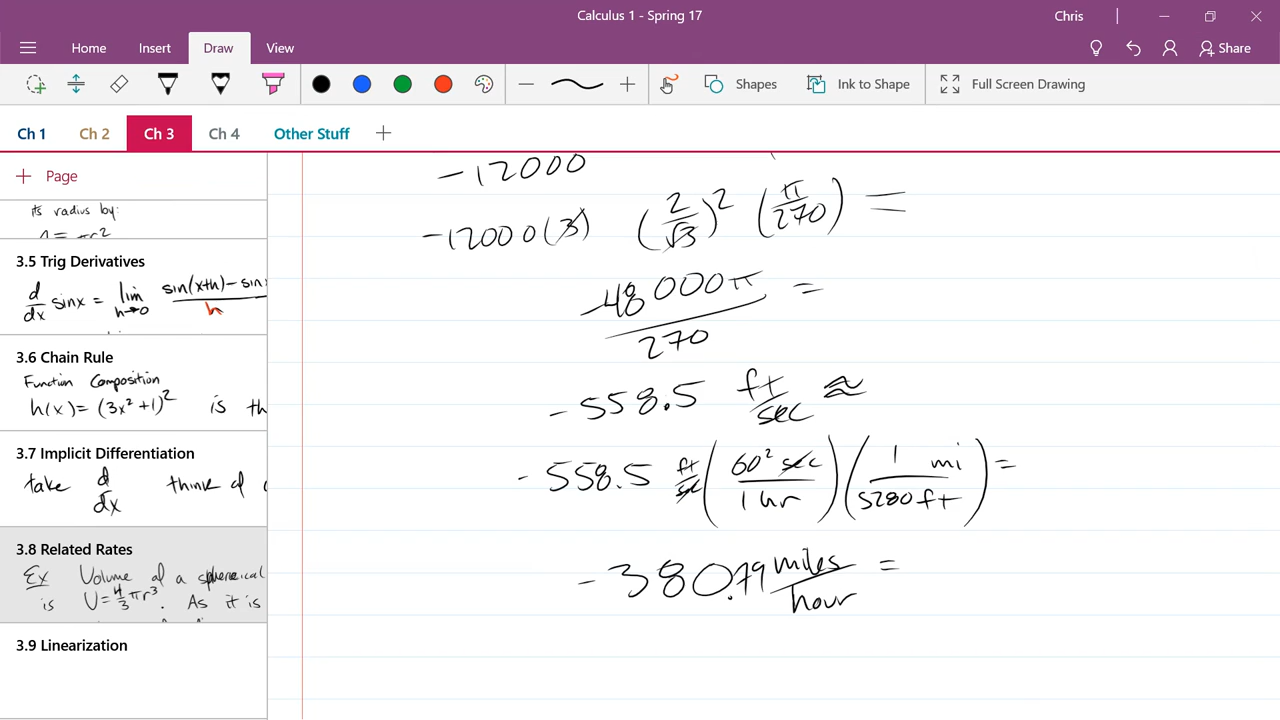 Calculus 1 - Spring 17
Chris
Home Insert Draw View
Share
Shapes Ink to Shape Full Screen Drawing
Ch 1 Ch 2 Ch 3 Ch 4 Other Stuff
Page
its radius by:
3.5 Trig Derivatives
d/dx sinx = lim h→0 sin(x+h) - sin / h
3.6 Chain Rule
Function Composition
h(x) = (3x² + 1)² is th
3.7 Implicit Differentiation
take d/dx think of
3.8 Related Rates
Ex Volume of a spherical
is V = 4/3 πr³. As it is
3.9 Linearization
-12000
-12000(3) (2/√3)² (π/270) =
-48000π/270 =
-558.5 ft/sec ≈
-558.5 ft/sec (60² sec/1 hr) (1 mi/5280 ft) =
-380.79 miles/hour =